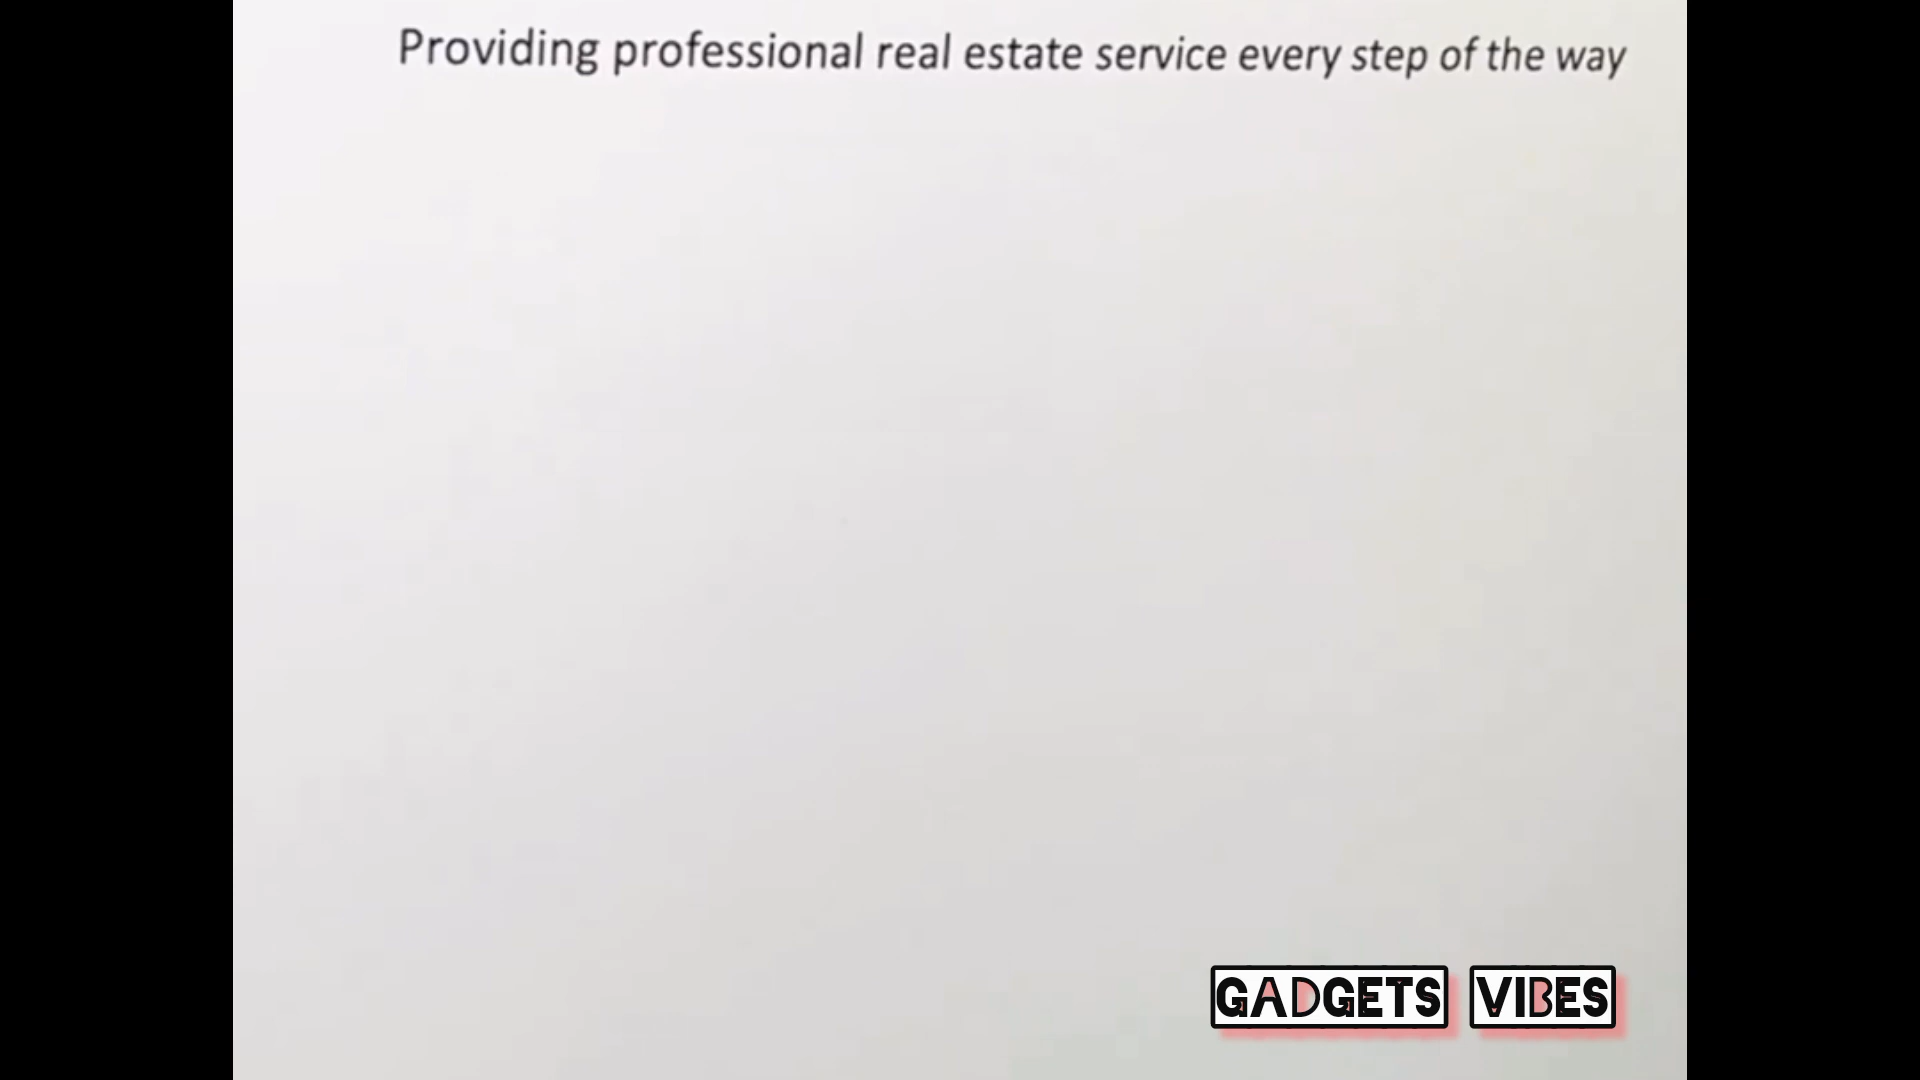 Providing professional real estate service every step of the way
GADGETS VIBES